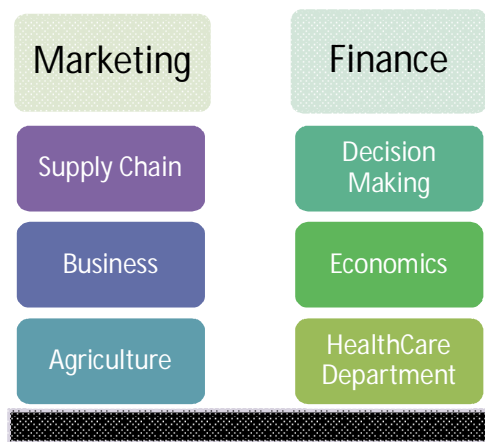 Marketing
Supply Chain
Business
Agriculture
Finance
Decision
Making
Economics
HealthCare
Department